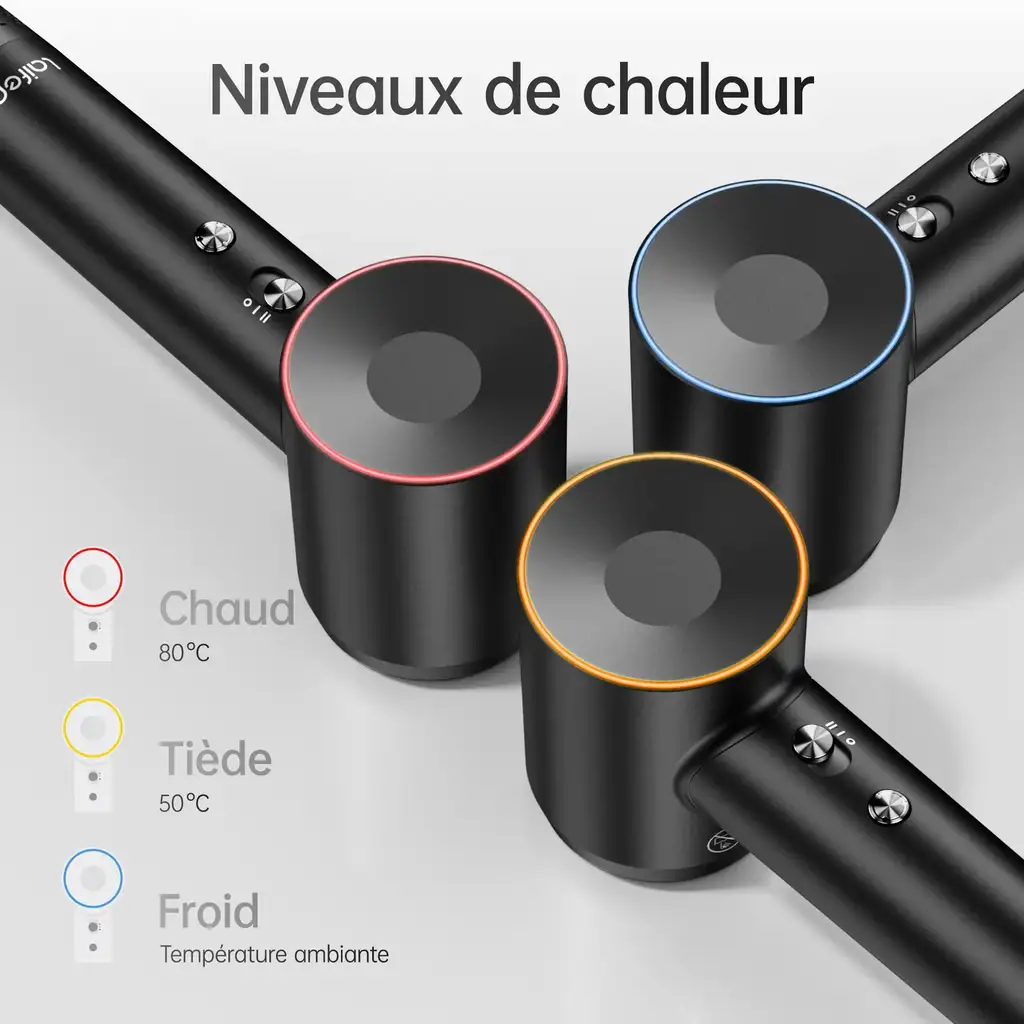 Niveaux de chaleur
Chaud
80°C
Tiède
50°C
Froid
Température ambiante